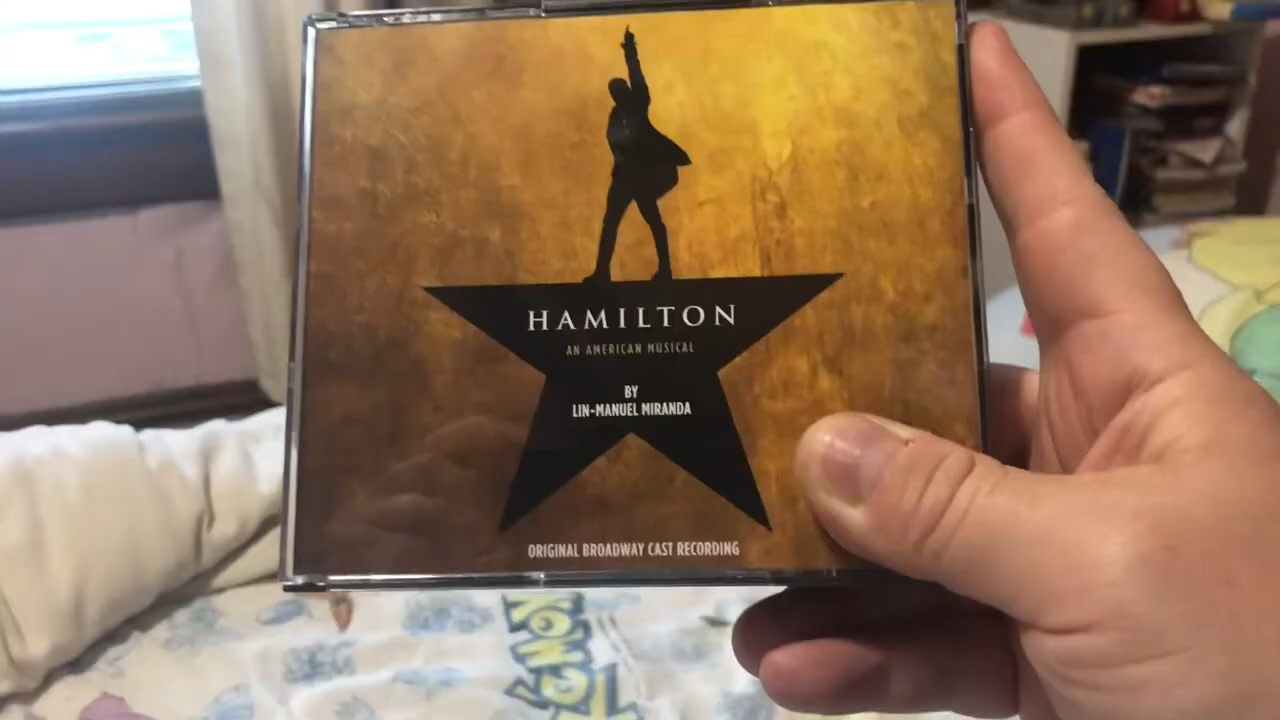 HAMILTON
AN AMERICAN MUSICAL
BY
LIN-MANUEL MIRANDA
ORIGINAL BROADWAY CAST RECORDING